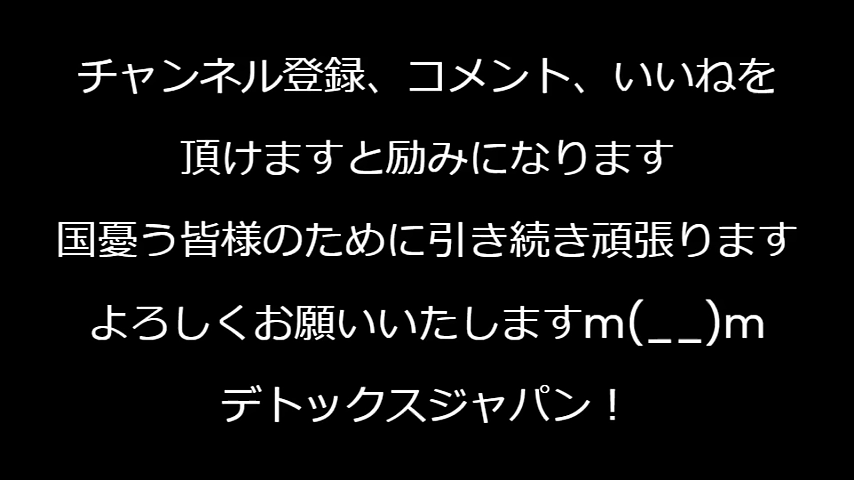 チャンネル登録、コメント、いいねを
頂けますと励みになります
国憂う皆様のために引き続き頑張ります
よろしくお願いいたしますm(__)m
デトックスジャパン！